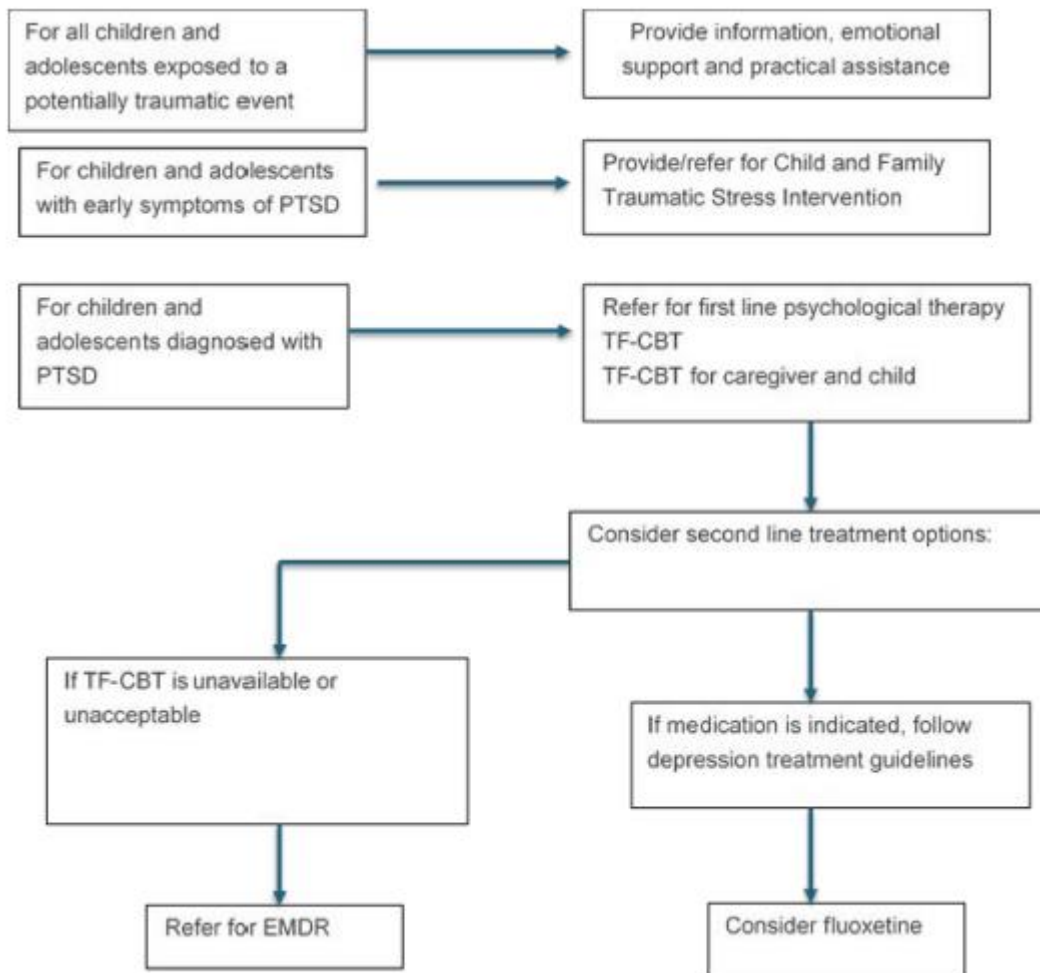 For all children and
adolescents exposed to a
potentially traumatic event
Provide information, emotional
support and practical assistance
For children and adolescents
with early symptoms of PTSD
Provide/refer for Child and Family
Traumatic Stress Intervention
For children and
adolescents diagnosed with
PTSD
Refer for first line psychological therapy
TF-CBT
TF-CBT for caregiver and child
Consider second line treatment options:
If TF-CBT is unavailable or
unacceptable
If medication is indicated, follow
depression treatment guidelines
Refer for EMDR
Consider fluoxetine